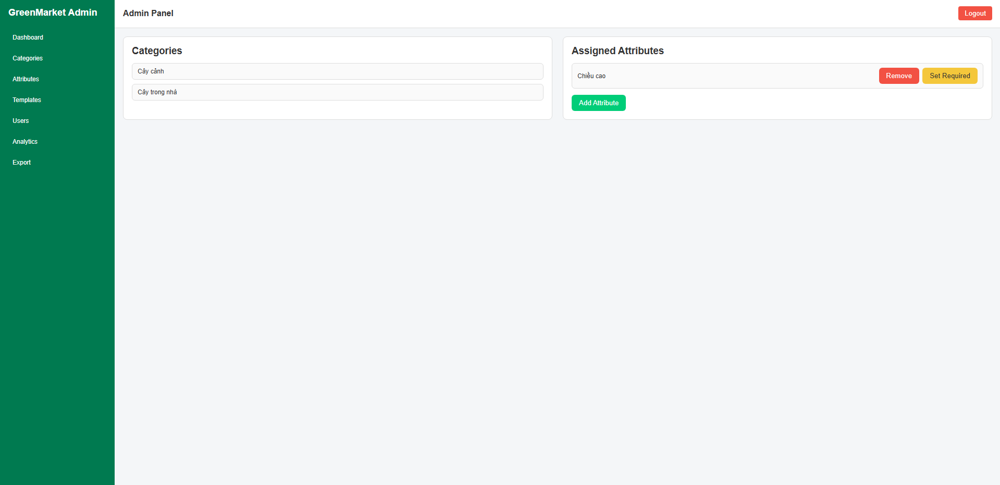 GreenMarket Admin
Dashboard
Categories
Attributes
Templates
Users
Analytics
Export
Admin Panel
Logout
Categories
Cây cảnh
Cây trong nhà
Assigned Attributes
Chiều cao
Remove
Set Required
Add Attribute